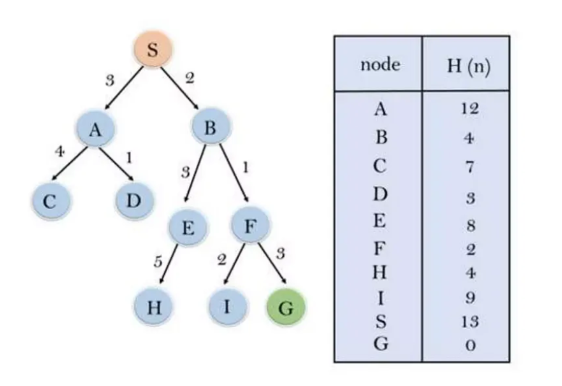 S
3 2
A B
4 1 3 1
C D E F
5 2 3
H I G
node H (n)
A 12
B 4
C 7
D 3
E 8
F 2
H 4
I 9
S 13
G 0